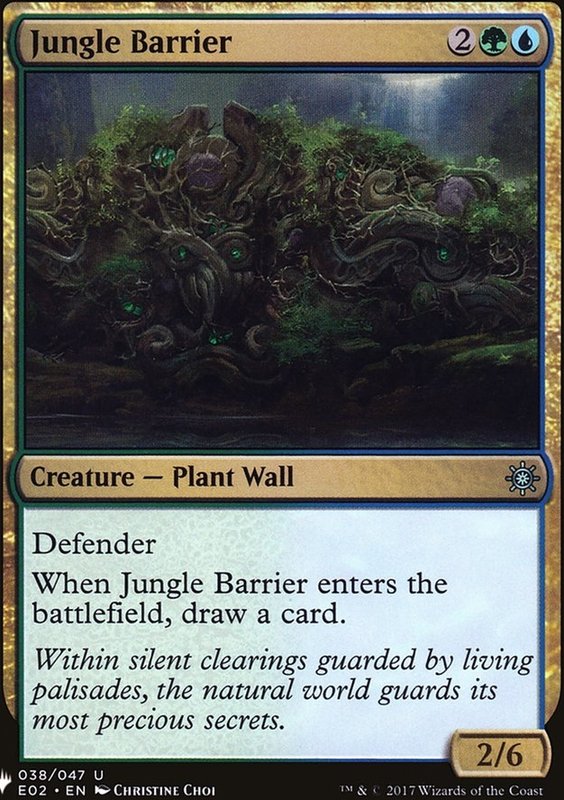 Jungle Barrier 2
Creature — Plant Wall
Defender
When Jungle Barrier enters the
battlefield, draw a card.
Within silent clearings guarded by living
palisades, the natural world guards its
most precious secrets.
2/6
038/047 U
E02 • EN Christine Choi
™ & © 2017 Wizards of the Coast